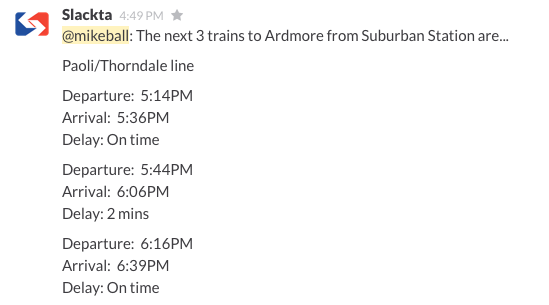 Slackta 4:49 PM
@mikeball: The next 3 trains to Ardmore from Suburban Station are...
Paoli/Thorndale line
Departure: 5:14PM
Arrival: 5:36PM
Delay: On time
Departure: 5:44PM
Arrival: 6:06PM
Delay: 2 mins
Departure: 6:16PM
Arrival: 6:39PM
Delay: On time